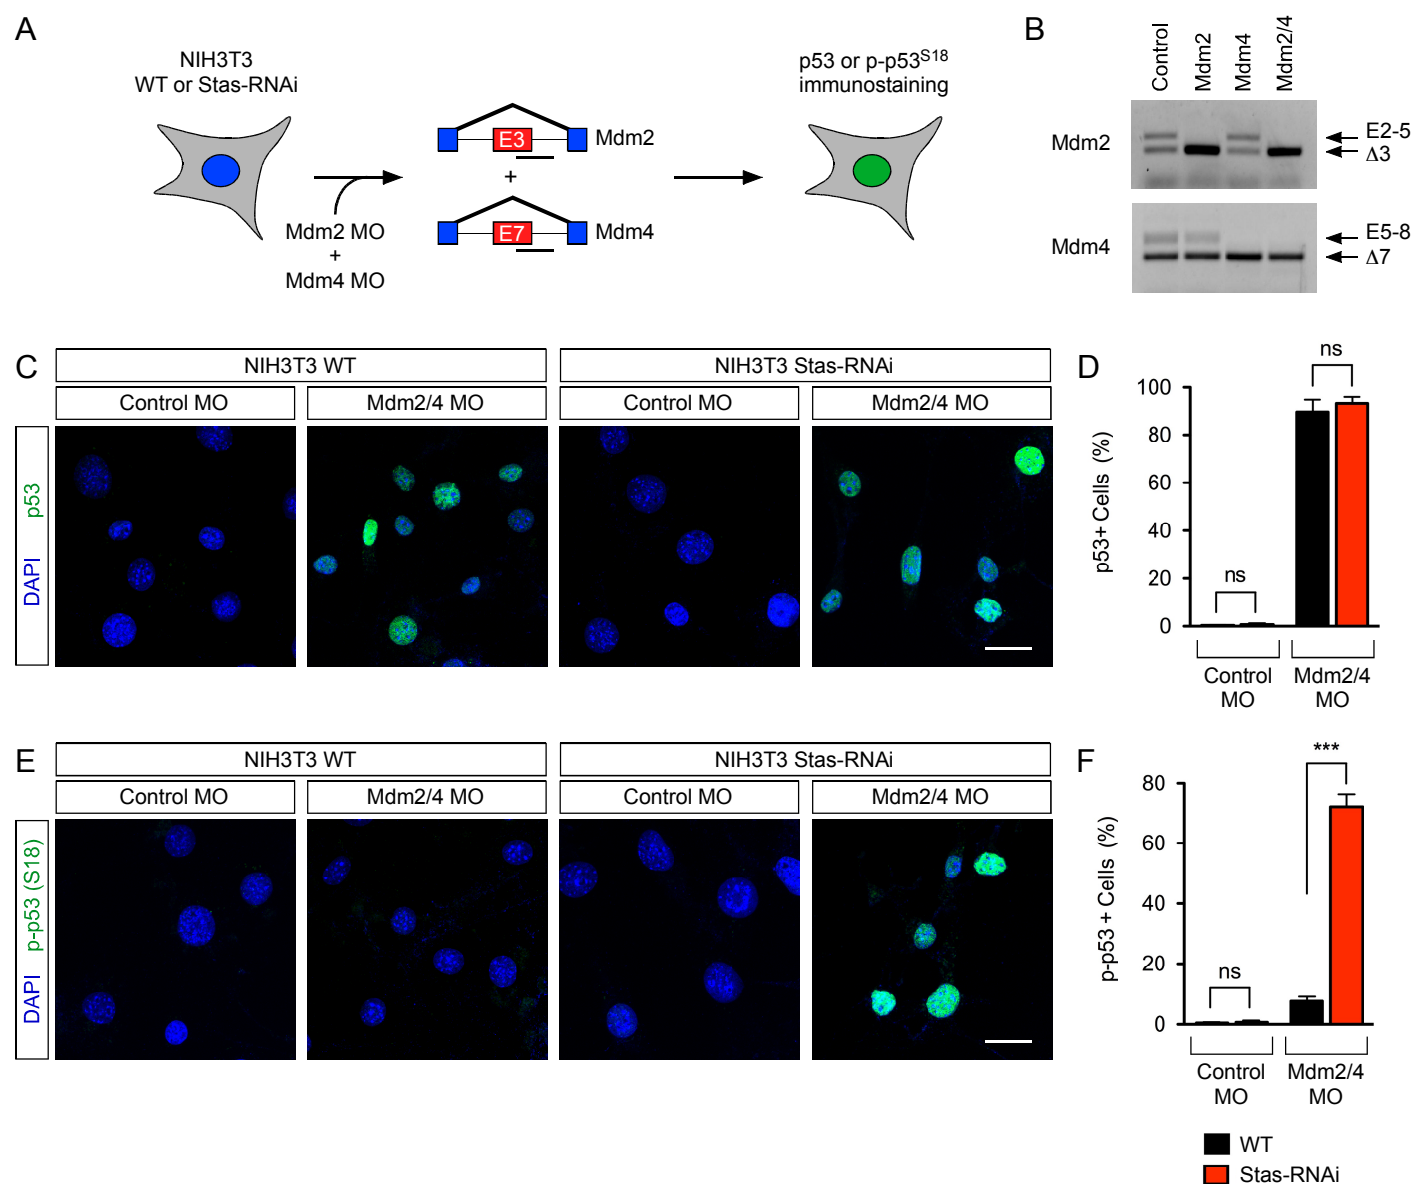 A
NIH3T3
WT or Stas-RNAi
Mdm2 MO
+
Mdm4 MO
E3
Mdm2
+
E7
Mdm4
p53 or p-p53S18
immunostaining
B
Control
Mdm2
Mdm4
Mdm2/4
Mdm2
E2-5
Δ3
Mdm4
E5-8
Δ7
C
NIH3T3 WT
NIH3T3 Stas-RNAi
Control MO
Mdm2/4 MO
Control MO
Mdm2/4 MO
DAPI p53
D
p53+ Cells (%)
100
80
60
40
20
0
ns
ns
Control
MO
Mdm2/4
MO
E
NIH3T3 WT
NIH3T3 Stas-RNAi
Control MO
Mdm2/4 MO
Control MO
Mdm2/4 MO
DAPI p-p53 (S18)
F
p-p53 + Cells (%)
80
60
40
20
0
ns
***
Control
MO
Mdm2/4
MO
WT
Stas-RNAi